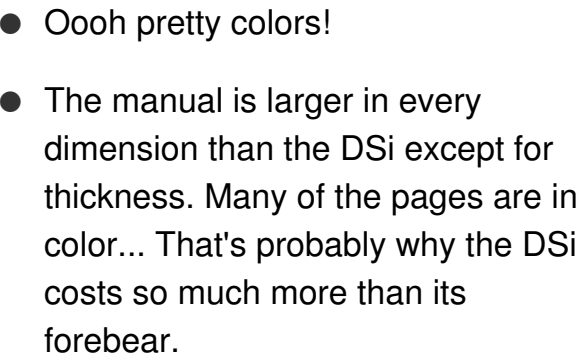 ● Oooh pretty colors!
● The manual is larger in every
dimension than the DSi except for
thickness. Many of the pages are in
color... That's probably why the DSi
costs so much more than its
forebear.